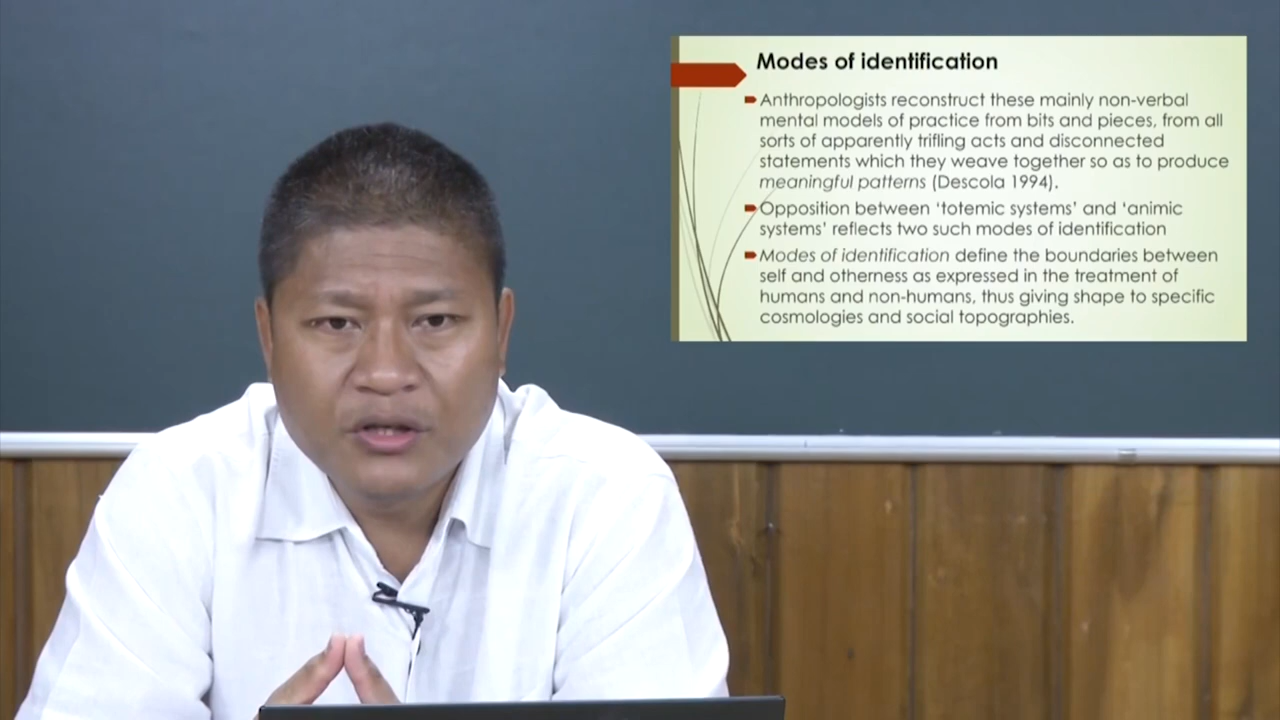 Modes of identification
Anthropologists reconstruct these mainly non-verbal
mental models of practice from bits and pieces, from all
sorts of apparently trifling acts and disconnected
statements which they weave together so as to produce
meaningful patterns (Descola 1994).
Opposition between ‘totemic systems’ and ‘animic
systems’ reflects two such modes of identification
Modes of identification define the boundaries between
self and otherness as expressed in the treatment of
humans and non-humans, thus giving shape to specific
cosmologies and social topographies.